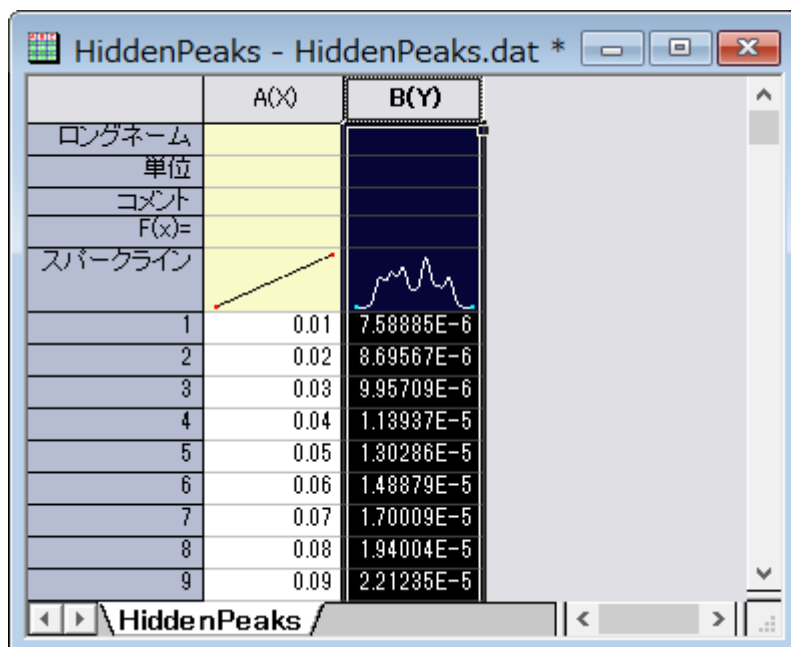 HiddenPeaks - HiddenPeaks.dat *
A(X) B(Y)
ロングネーム
単位
コメント
F(x)=
スパークライン
1 0.01 7.58885E-6
2 0.02 8.69567E-6
3 0.03 9.95709E-6
4 0.04 1.13937E-5
5 0.05 1.30286E-5
6 0.06 1.48879E-5
7 0.07 1.70009E-5
8 0.08 1.94004E-5
9 0.09 2.21235E-5
HiddenPeaks